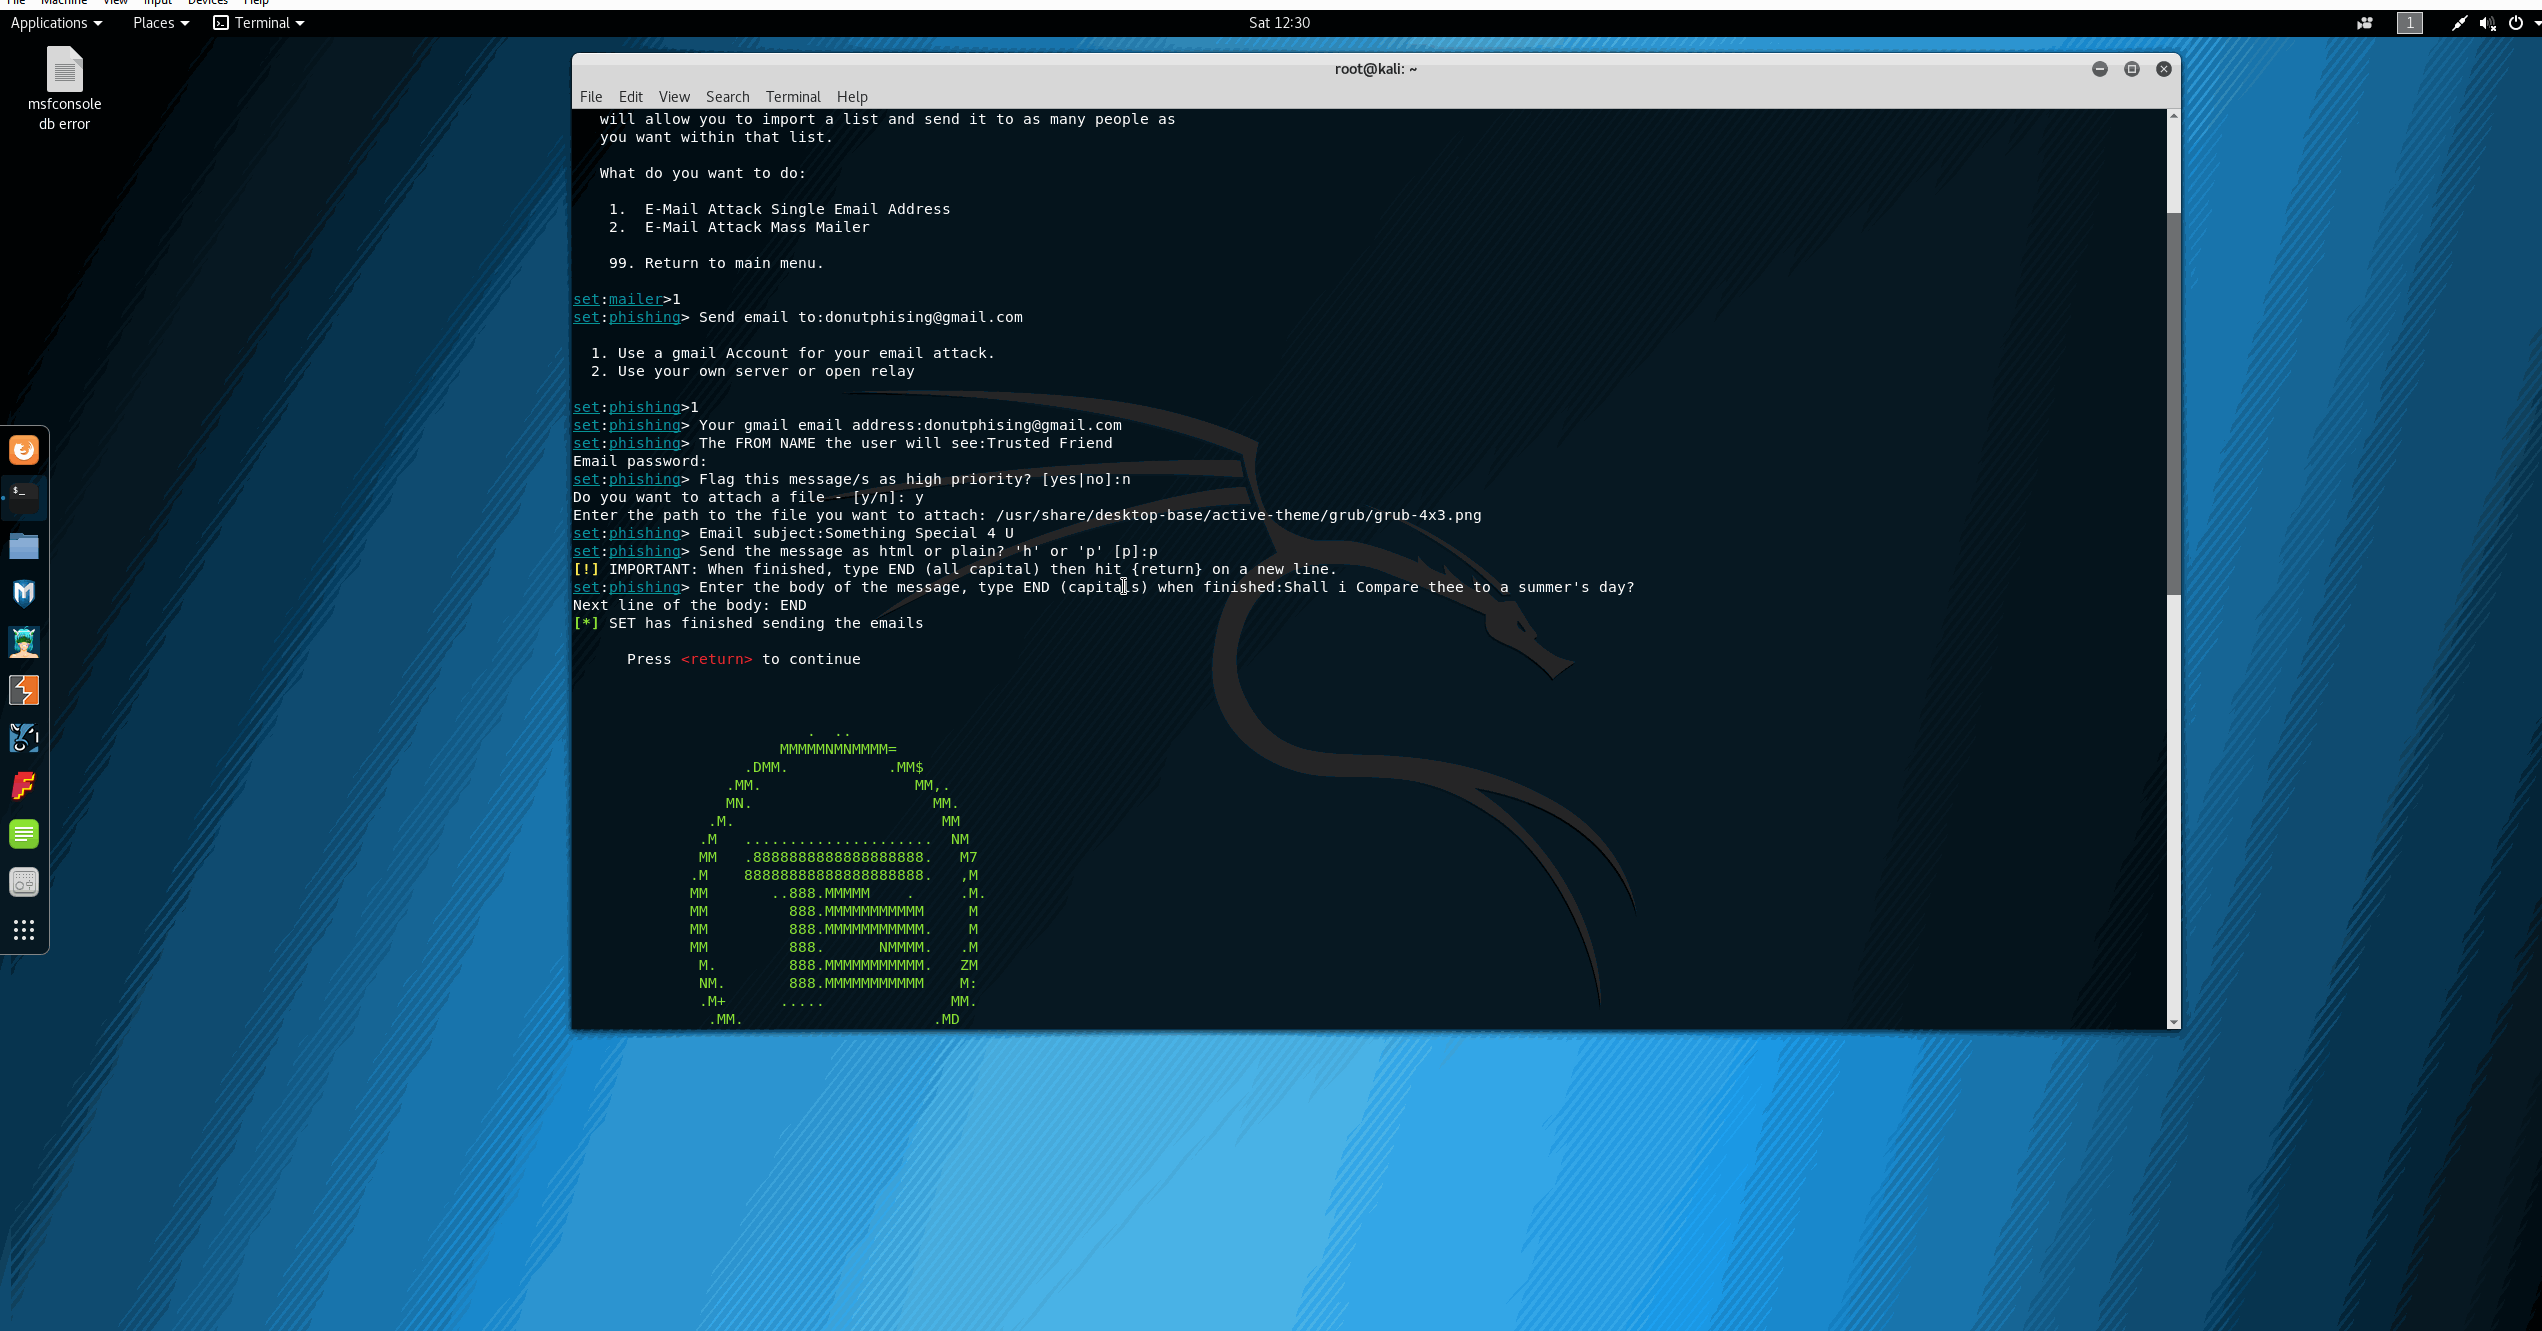 File Machine View Input Devices Help
Applications Places Terminal Sat 12:30 1
msfconsole
db error
root@kali: ~
File Edit View Search Terminal Help
will allow you to import a list and send it to as many people as
you want within that list.
What do you want to do:
1. E-Mail Attack Single Email Address
2. E-Mail Attack Mass Mailer
99. Return to main menu.
set:mailer>1
set:phishing> Send email to:donutphising@gmail.com
1. Use a gmail Account for your email attack.
2. Use your own server or open relay
set:phishing>1
set:phishing> Your gmail email address:donutphising@gmail.com
set:phishing> The FROM NAME the user will see:Trusted Friend
Email password:
set:phishing> Flag this message/s as high priority? [yes|no]:n
Do you want to attach a file - [y/n]: y
Enter the path to the file you want to attach: /usr/share/desktop-base/active-theme/grub/grub-4x3.png
set:phishing> Email subject:Something Special 4 U
set:phishing> Send the message as html or plain? 'h' or 'p' [p]:p
[!] IMPORTANT: When finished, type END (all capital) then hit {return} on a new line.
set:phishing> Enter the body of the message, type END (capitals) when finished:Shall i Compare thee to a summer's day?
Next line of the body: END
[*] SET has finished sending the emails
Press <return> to continue
. ..
MMMMMNMNMMMM=
.DMM. .MM$
.MM. MM,.
MN. MM.
.M. MM
.M ..................... NM
MM .8888888888888888888. M7
.M 88888888888888888888. ,M
MM ..888.MMMMM . .M.
MM 888.MMMMMMMMMMM M
MM 888.MMMMMMMMMMM. M
MM 888. NMMMM. .M
M. 888.MMMMMMMMMMM. ZM
NM. 888.MMMMMMMMMMM M:
.M+ ..... MM.
.MM. .MD